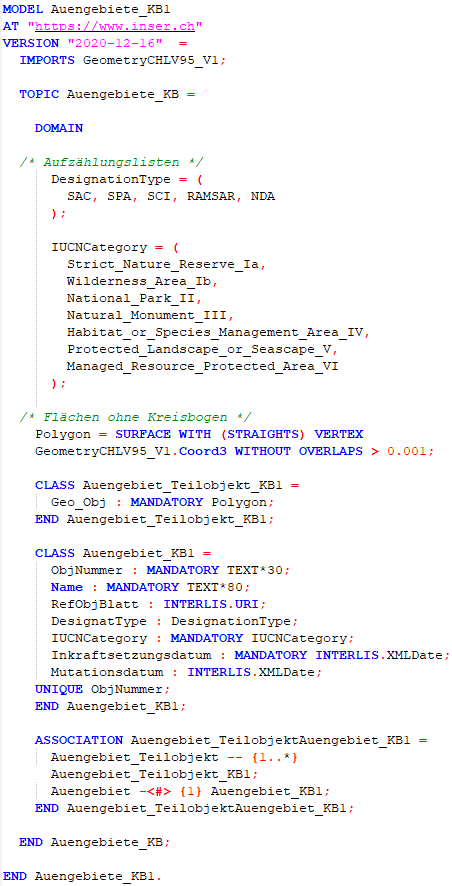 MODEL Auengebiete_KB1
AT "https://www.inser.ch"
VERSION "2020-12-16"  =
  IMPORTS GeometryCHLV95_V1;

  TOPIC Auengebiete_KB =

    DOMAIN

  /* Aufzählungslisten */
      DesignationType = (
        SAC, SPA, SCI, RAMSAR, NDA
      );

      IUCNCategory = (
        Strict_Nature_Reserve_Ia,
        Wilderness_Area_Ib,
        National_Park_II,
        Natural_Monument_III,
        Habitat_or_Species_Management_Area_IV,
        Protected_Landscape_or_Seascape_V,
        Managed_Resource_Protected_Area_VI
      );

  /* Flächen ohne Kreisbogen */
    Polygon = SURFACE WITH (STRAIGHTS) VERTEX
    GeometryCHLV95_V1.Coord3 WITHOUT OVERLAPS > 0.001;

    CLASS Auengebiet_Teilobjekt_KB1 =
      Geo_Obj : MANDATORY Polygon;
    END Auengebiet_Teilobjekt_KB1;

    CLASS Auengebiet_KB1 =
      ObjNummer : MANDATORY TEXT*30;
      Name : MANDATORY TEXT*80;
      RefObjBlatt : INTERLIS.URI;
      DesignatType : DesignationType;
      IUCNCategory : MANDATORY IUCNCategory;
      Inkraftsetzungsdatum : MANDATORY INTERLIS.XMLDate;
      Mutationsdatum : INTERLIS.XMLDate;
    UNIQUE ObjNummer;
    END Auengebiet_KB1;

    ASSOCIATION Auengebiet_TeilobjektAuengebiet_KB1 =
      Auengebiet_Teilobjekt -- {1..*}
      Auengebiet_Teilobjekt_KB1;
      Auengebiet -<#> {1} Auengebiet_KB1;
    END Auengebiet_TeilobjektAuengebiet_KB1;

  END Auengebiete_KB;

END Auengebiete_KB1.